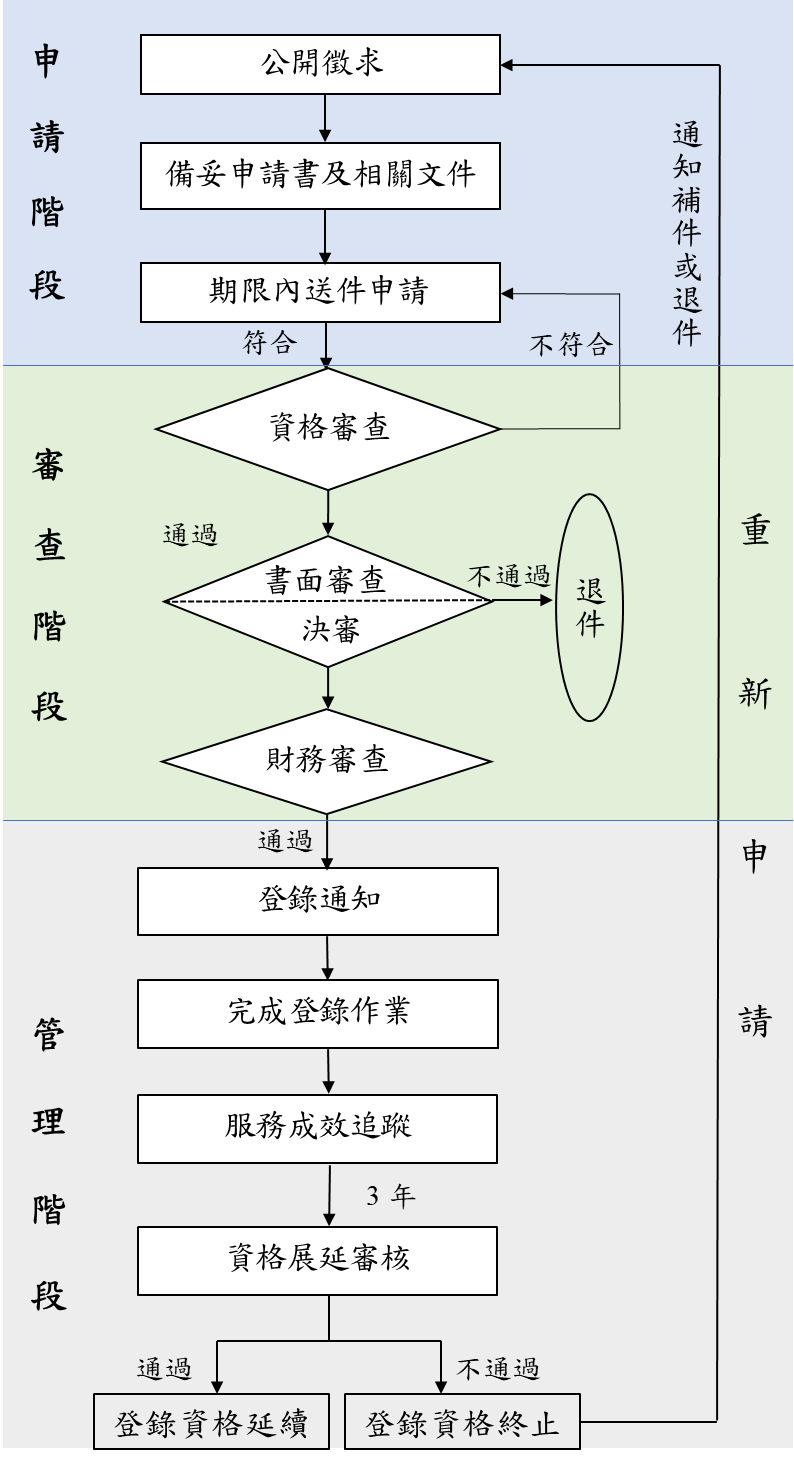 申請階段
公開徵求
備妥申請書及相關文件
期限內送件申請
符合
不符合
通知補件或退件
審查階段
資格審查
通過
書面審查
決審
不通過
退件
財務審查
重新申請
管理階段
通過
登錄通知
完成登錄作業
服務成效追蹤
3 年
資格展延審核
通過
不通過
登錄資格延續
登錄資格終止